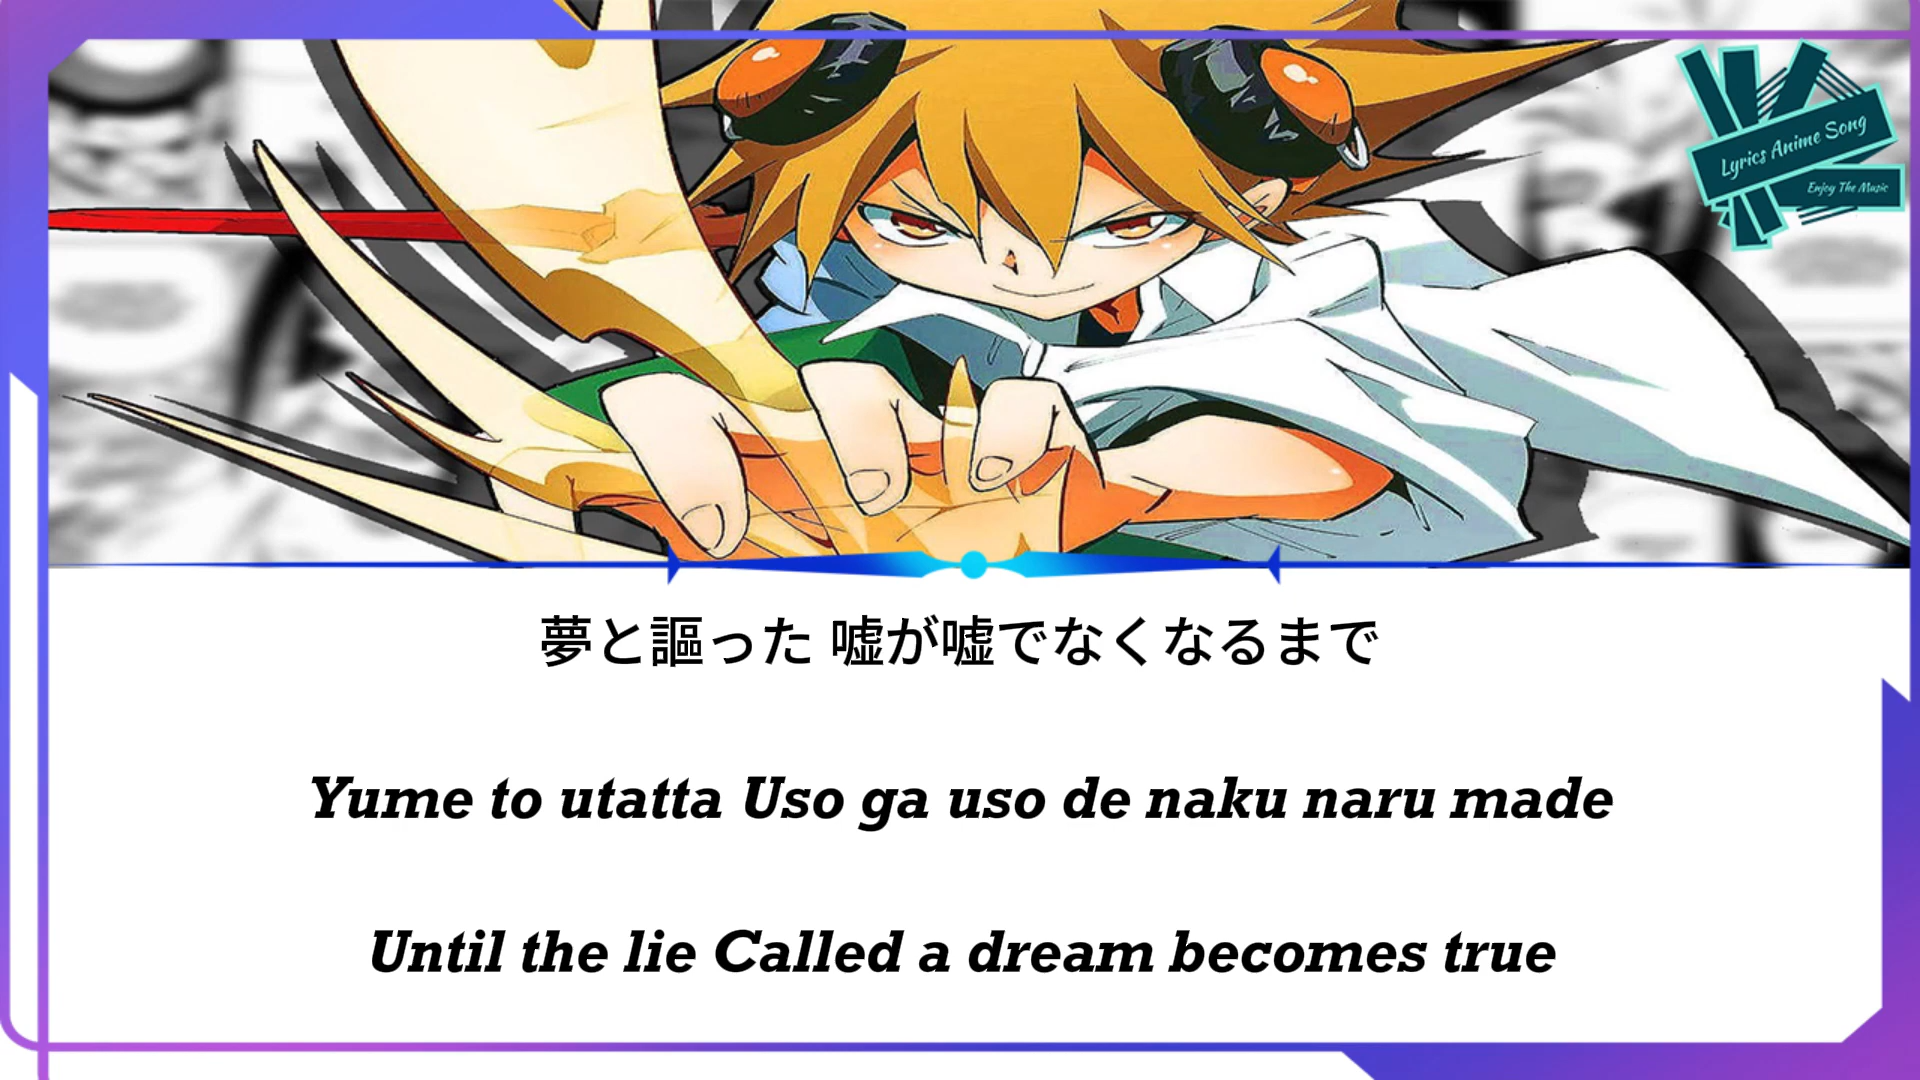 Lyrics Anime Song
Enjoy The Music
夢と謳った 嘘が嘘でなくなるまで
Yume to utatta Uso ga uso de naku naru made
Until the lie Called a dream becomes true